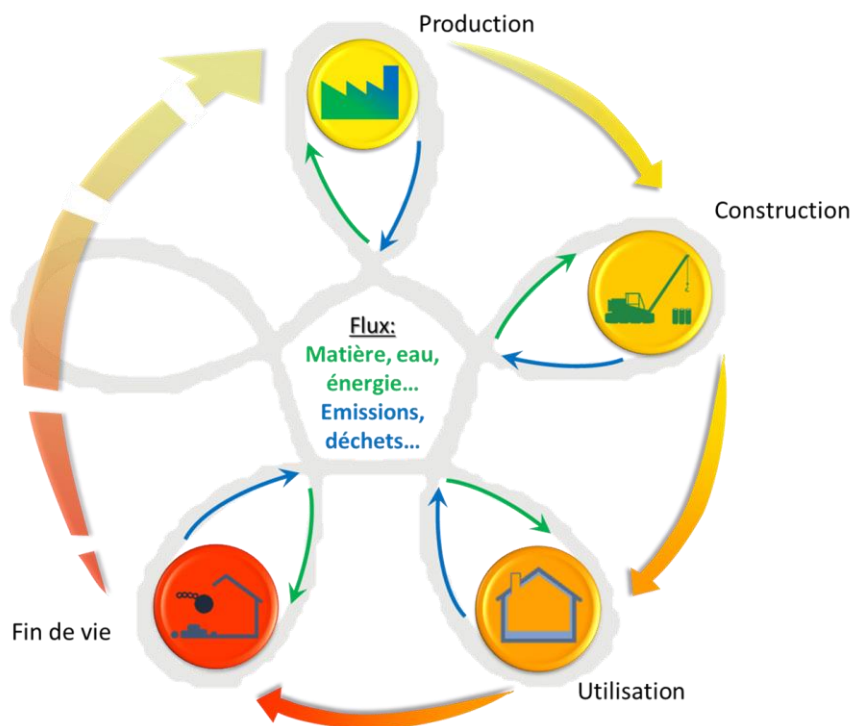 Production
Construction
Flux:
Matière, eau,
énergie...
Emissions,
déchets...
Fin de vie
Utilisation